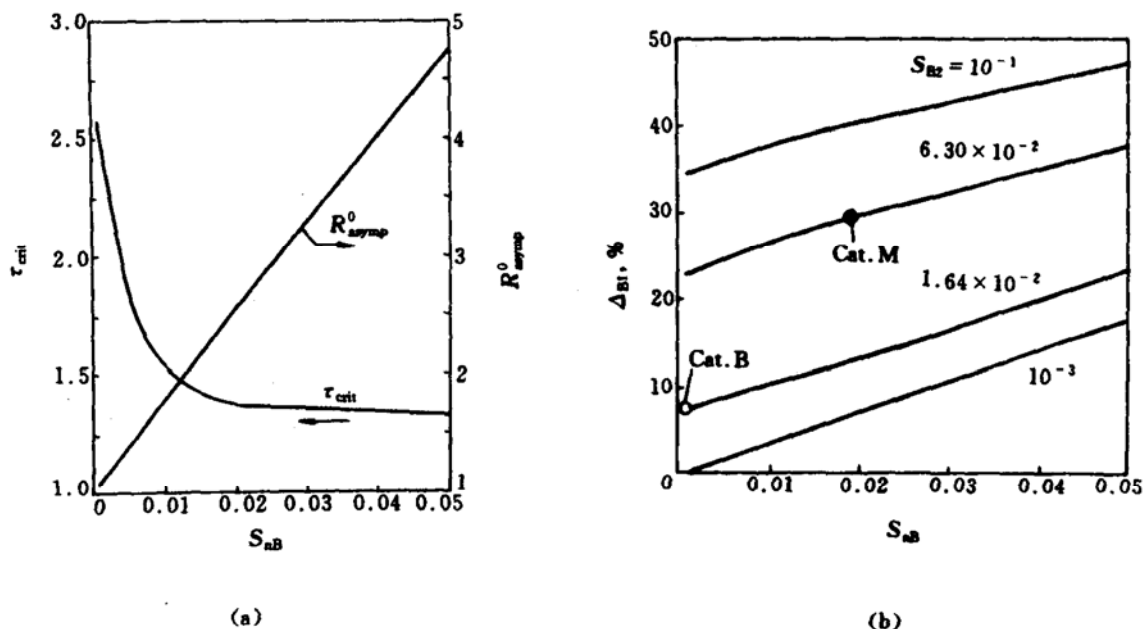 3.0
2.5
2.0
1.5
1.0
τcrit
5
4
3
2
1
R⁰asymp
R⁰asymp
τcrit
0 0.01 0.02 0.03 0.04 0.05
SnB
(a)
50
40
30
20
10
0
ΔB1, %
SB2 = 10⁻¹
6.30 × 10⁻²
Cat. M
1.64 × 10⁻²
Cat. B
10⁻³
0 0.01 0.02 0.03 0.04 0.05
SnB
(b)